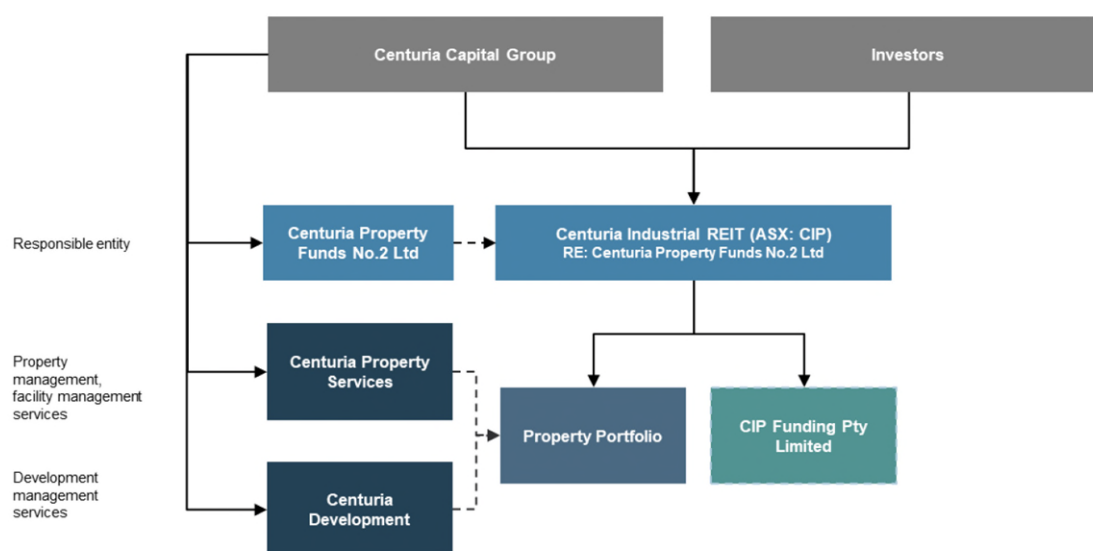 Centuria Capital Group
Investors
Responsible entity
Centuria Property
Funds No.2 Ltd
Centuria Industrial REIT (ASX: CIP)
RE: Centuria Property Funds No.2 Ltd
Property
management,
facility management
services
Centuria Property
Services
Property Portfolio
CIP Funding Pty
Limited
Development
management
services
Centuria
Development